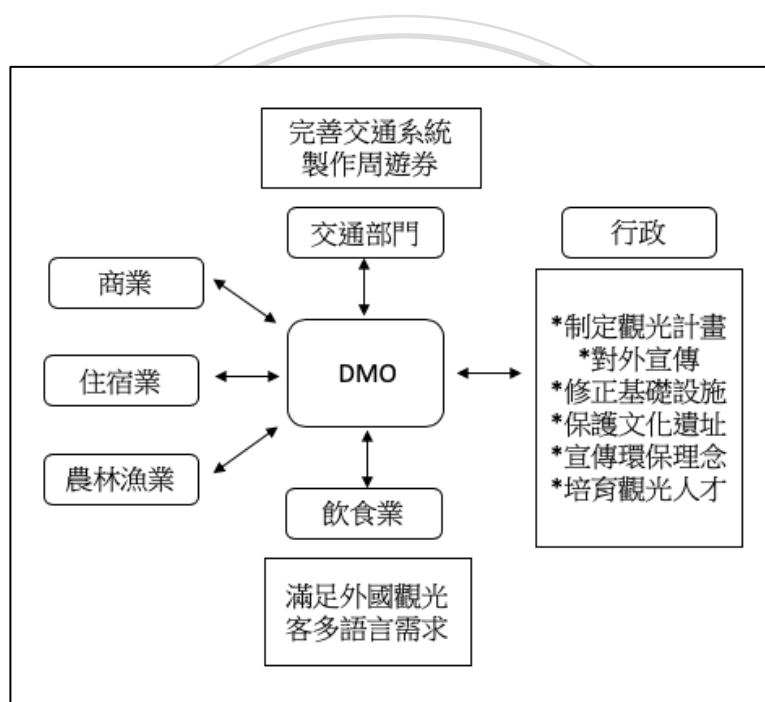 完善交通系統
製作周遊券
交通部門
行政
商業
住宿業
農林漁業
DMO
*制定觀光計畫
*對外宣傳
*修正基礎設施
*保護文化遺址
*宣傳環保理念
*培育觀光人才
飲食業
滿足外國觀光
客多語言需求